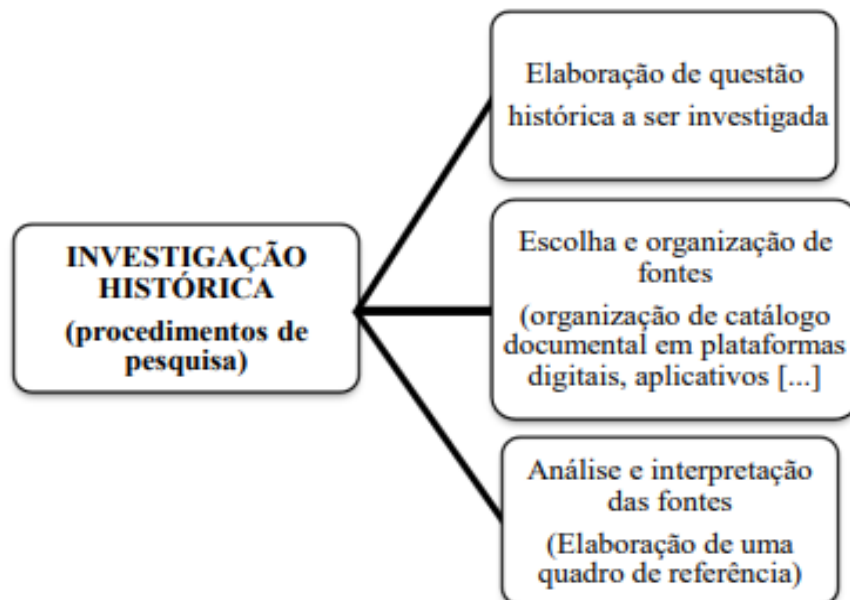 INVESTIGAÇÃO
HISTÓRICA
(procedimentos de
pesquisa)
Elaboração de questão
histórica a ser investigada
Escolha e organização de
fontes
(organização de catálogo
documental em plataformas
digitais, aplicativos [...]
Análise e interpretação
das fontes
(Elaboração de uma
quadro de referência)